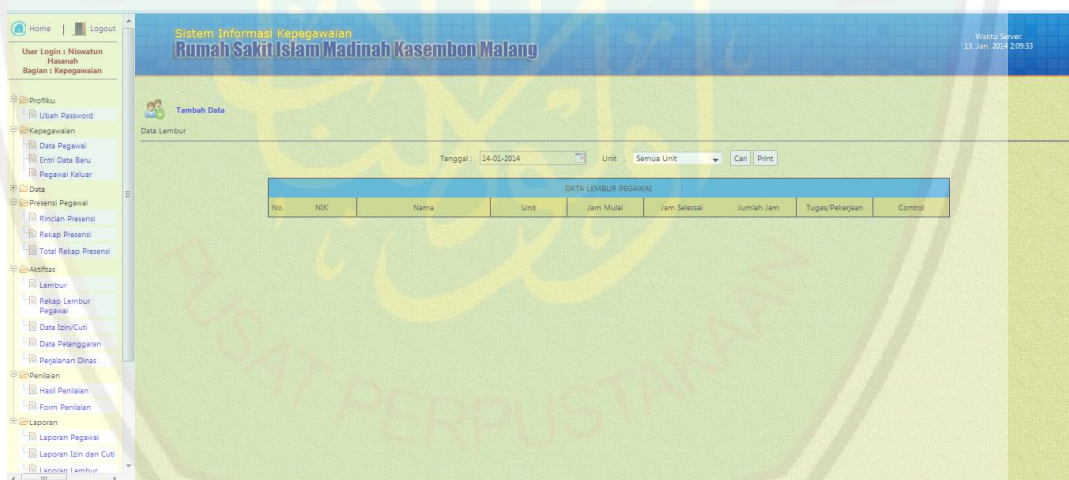 Home | Logout
User Login : Niswatun
Hasanah
Bagian : Kepegawaian
Profilku
Ubah Password
Kepegawaian
Data Pegawai
Entri Data Baru
Pegawai Keluar
Data
Presensi Pegawai
Rincian Presensi
Rekap Presensi
Total Rekap Presensi
Aktifitas
Lembur
Rekap Lembur
Pegawai
Data Izin/Cuti
Data Pelanggaran
Perjalanan Dinas
Penilaian
Hasil Penilaian
Form Penilaian
Laporan
Laporan Pegawai
Laporan Izin dan Cuti
Laporan Lembur
Sistem Informasi Kepegawaian
Rumah Sakit Islam Madinah Kasembon Malang
Waktu Server:
13, Jan, 2014 2:09:33
Tambah Data
Data Lembur
Tanggal : 14-01-2014 Unit : Semua Unit Cari Print
DATA LEMBUR PEGAWAI
No. NIK Nama Unit Jam Mulai Jam Selessai Jumlah Jam Tugas/Pekerjaan Control
PUSAT PERPUSTAKAAN